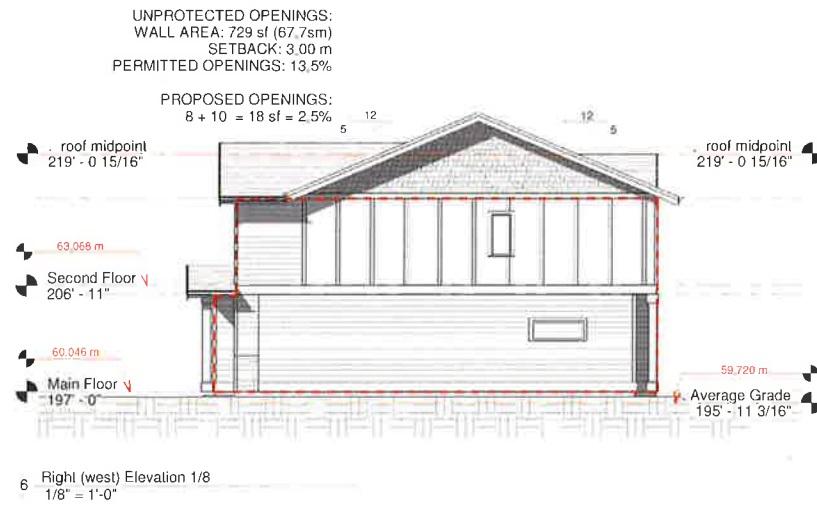 UNPROTECTED OPENINGS:
WALL AREA: 729 sf (67.7sm)
SETBACK: 3.00 m
PERMITTED OPENINGS: 13.5%
PROPOSED OPENINGS:
8 + 10 = 18 sf = 2.5%
12
5
12
5
roof midpoint
219' - 0 15/16"
roof midpoint
219' - 0 15/16"
63.068 m
Second Floor
206' - 11"
60.046 m
Main Floor
197' - 0"
59.720 m
Average Grade
195' - 11 3/16"
6 Right (west) Elevation 1/8
1/8" = 1'-0"